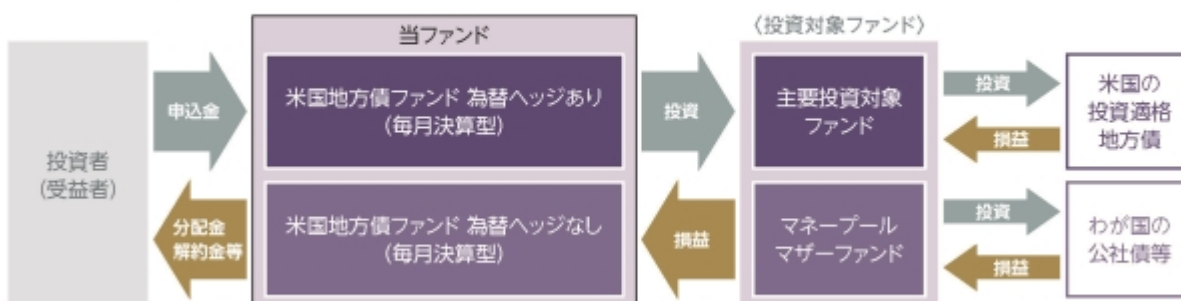 当ファンド
〈投資対象ファンド〉
投資者
(受益者)
申込金
分配金
解約金等
米国地方債ファンド 為替ヘッジあり
(毎月決算型)
米国地方債ファンド 為替ヘッジなし
(毎月決算型)
投資
損益
主要投資対象
ファンド
マネープール
マザーファンド
投資
損益
投資
損益
米国の
投資適格
地方債
わが国の
公社債等